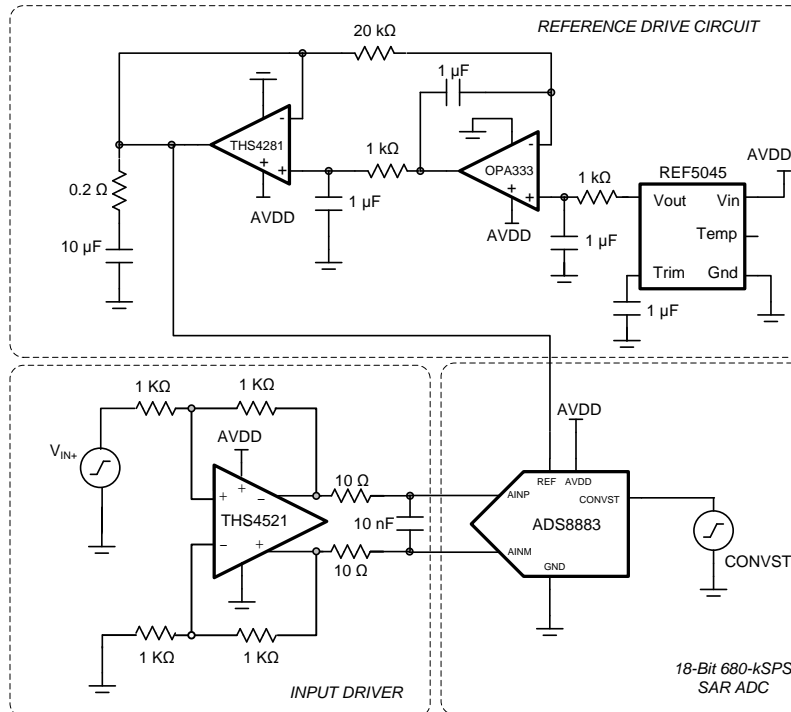 REFERENCE DRIVE CIRCUIT
20 kΩ
1 µF
-
THS4281
+
+
AVDD
1 kΩ
1 µF
-
OPA333
+
+
AVDD
1 kΩ
1 µF
REF5045
AVDD
Vout
Vin
Temp
Trim
Gnd
1 µF
0.2 Ω
10 µF
1 KΩ
1 KΩ
VIN+
AVDD
+
+
−
THS4521
−
+
10 Ω
10 nF
10 Ω
1 KΩ
1 KΩ
INPUT DRIVER
AVDD
REF
AVDD
AINP
CONVST
ADS8883
AINM
GND
CONVST
18-Bit 680-kSPS
SAR ADC